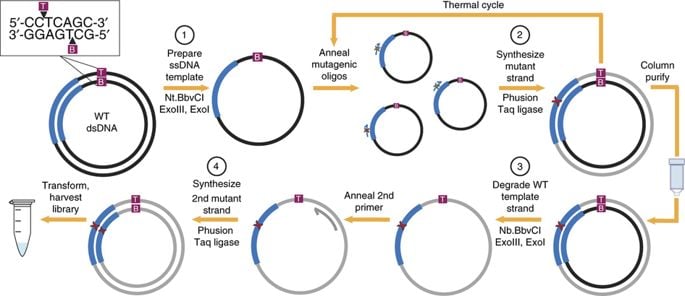 T
5′-CCTCAGC-3′
3′-GGAGTCG-5′
B
T
B
WT
dsDNA
1
Prepare
ssDNA
template
Nt.BbvCI
ExoIII, ExoI
B
Anneal
mutagenic
oligos
Thermal cycle
B
B
B
2
Synthesize
mutant
strand
Phusion
Taq ligase
T
B
Column
purify
3
Degrade WT
template
strand
Nb.BbvCI
ExoIII, ExoI
T
B
T
Anneal 2nd
primer
T
4
Synthesize
2nd mutant
strand
Phusion
Taq ligase
T
B
Transform,
harvest
library